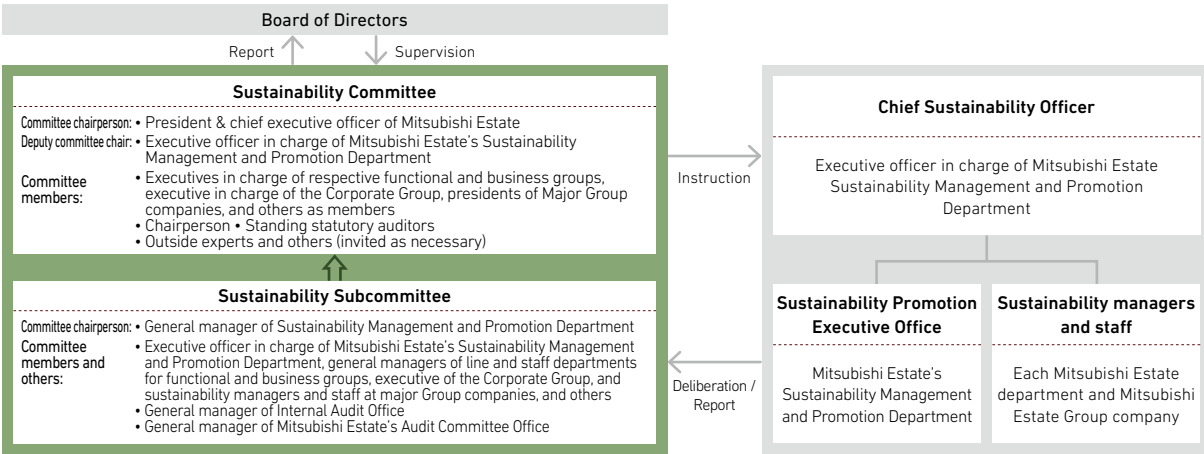 Board of Directors
Report
Supervision
Sustainability Committee
Committee chairperson: • President & chief executive officer of Mitsubishi Estate
Deputy committee chair: • Executive officer in charge of Mitsubishi Estate's Sustainability
Management and Promotion Department
Committee
members:
• Executives in charge of respective functional and business groups,
executive in charge of the Corporate Group, presidents of Major Group
companies, and others as members
• Chairperson • Standing statutory auditors
• Outside experts and others (invited as necessary)
Sustainability Subcommittee
Committee chairperson: • General manager of Sustainability Management and Promotion Department
Committee
members and
others:
• Executive officer in charge of Mitsubishi Estate's Sustainability Management
and Promotion Department, general managers of line and staff departments
for functional and business groups, executive of the Corporate Group, and
sustainability managers and staff at major Group companies, and others
• General manager of Internal Audit Office
• General manager of Mitsubishi Estate's Audit Committee Office
Instruction
Deliberation /
Report
Chief Sustainability Officer
Executive officer in charge of Mitsubishi Estate
Sustainability Management and Promotion
Department
Sustainability Promotion
Executive Office
Mitsubishi Estate's
Sustainability Management
and Promotion Department
Sustainability managers
and staff
Each Mitsubishi Estate
department and Mitsubishi
Estate Group company